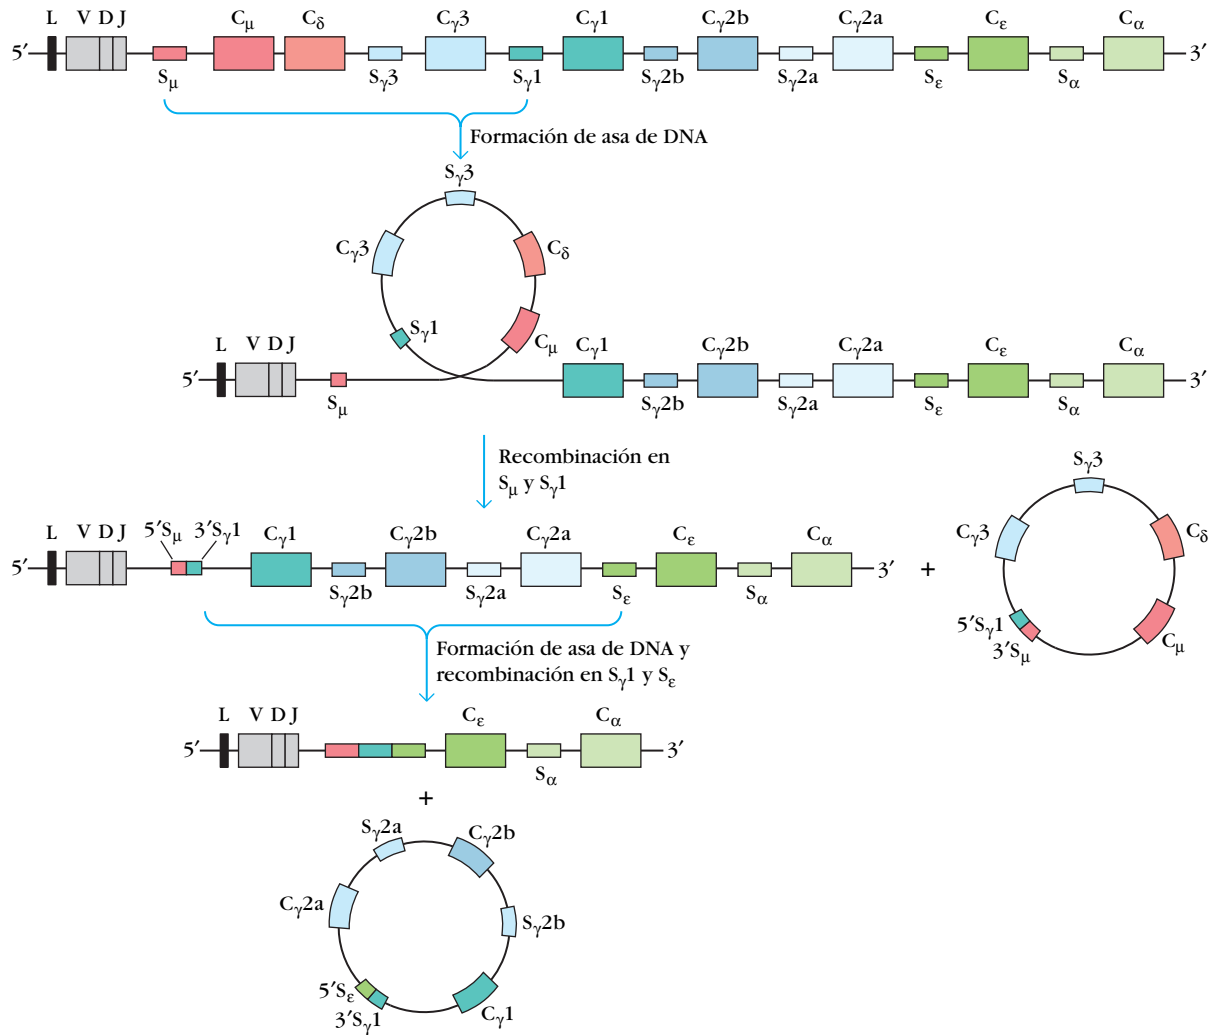 L V D J Cμ Cδ Cγ3 Cγ1 Cγ2b Cγ2a Cε Cα
5′ 3′
Sμ Sγ3 Sγ1 Sγ2b Sγ2a Sε Sα
Formación de asa de DNA
Sγ3
Cγ3 Cδ
Sγ1 Cμ
L V D J Cγ1 Cγ2b Cγ2a Cε Cα
5′ 3′
Sμ Sγ2b Sγ2a Sε Sα
Recombinación en
Sμ y Sγ1
L V D J 5′Sμ 3′Sγ1 Cγ1 Cγ2b Cγ2a Cε Cα
5′ 3′
Sγ2b Sγ2a Sε Sα
+
Sγ3
Cγ3 Cδ
5′Sγ1
3′Sμ Cμ
Formación de asa de DNA y
recombinación en Sγ1 y Sε
L V D J Cε Cα
5′ 3′
Sα
+
Sγ2a Cγ2b
Cγ2a Sγ2b
5′Sε
3′Sγ1 Cγ1